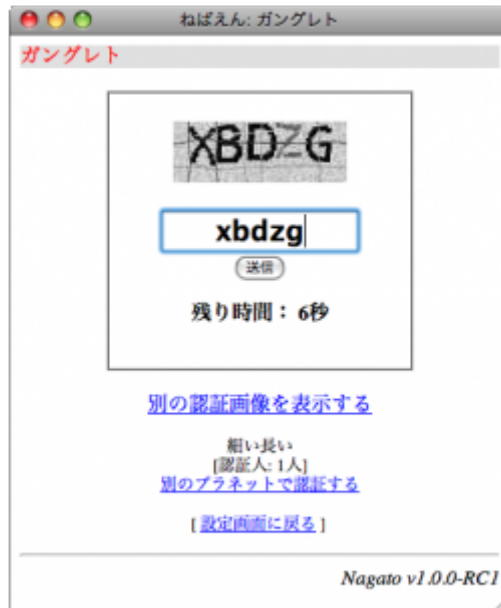 ねばえん: ガングレト
ガングレト
XBDZG
xbdzg
送信
残り時間： 6秒
別の認証画像を表示する
細い長い
[認証人: 1人]
別のプラネットで認証する
[ 設定画面に戻る ]
Nagato v1.0.0-RC1